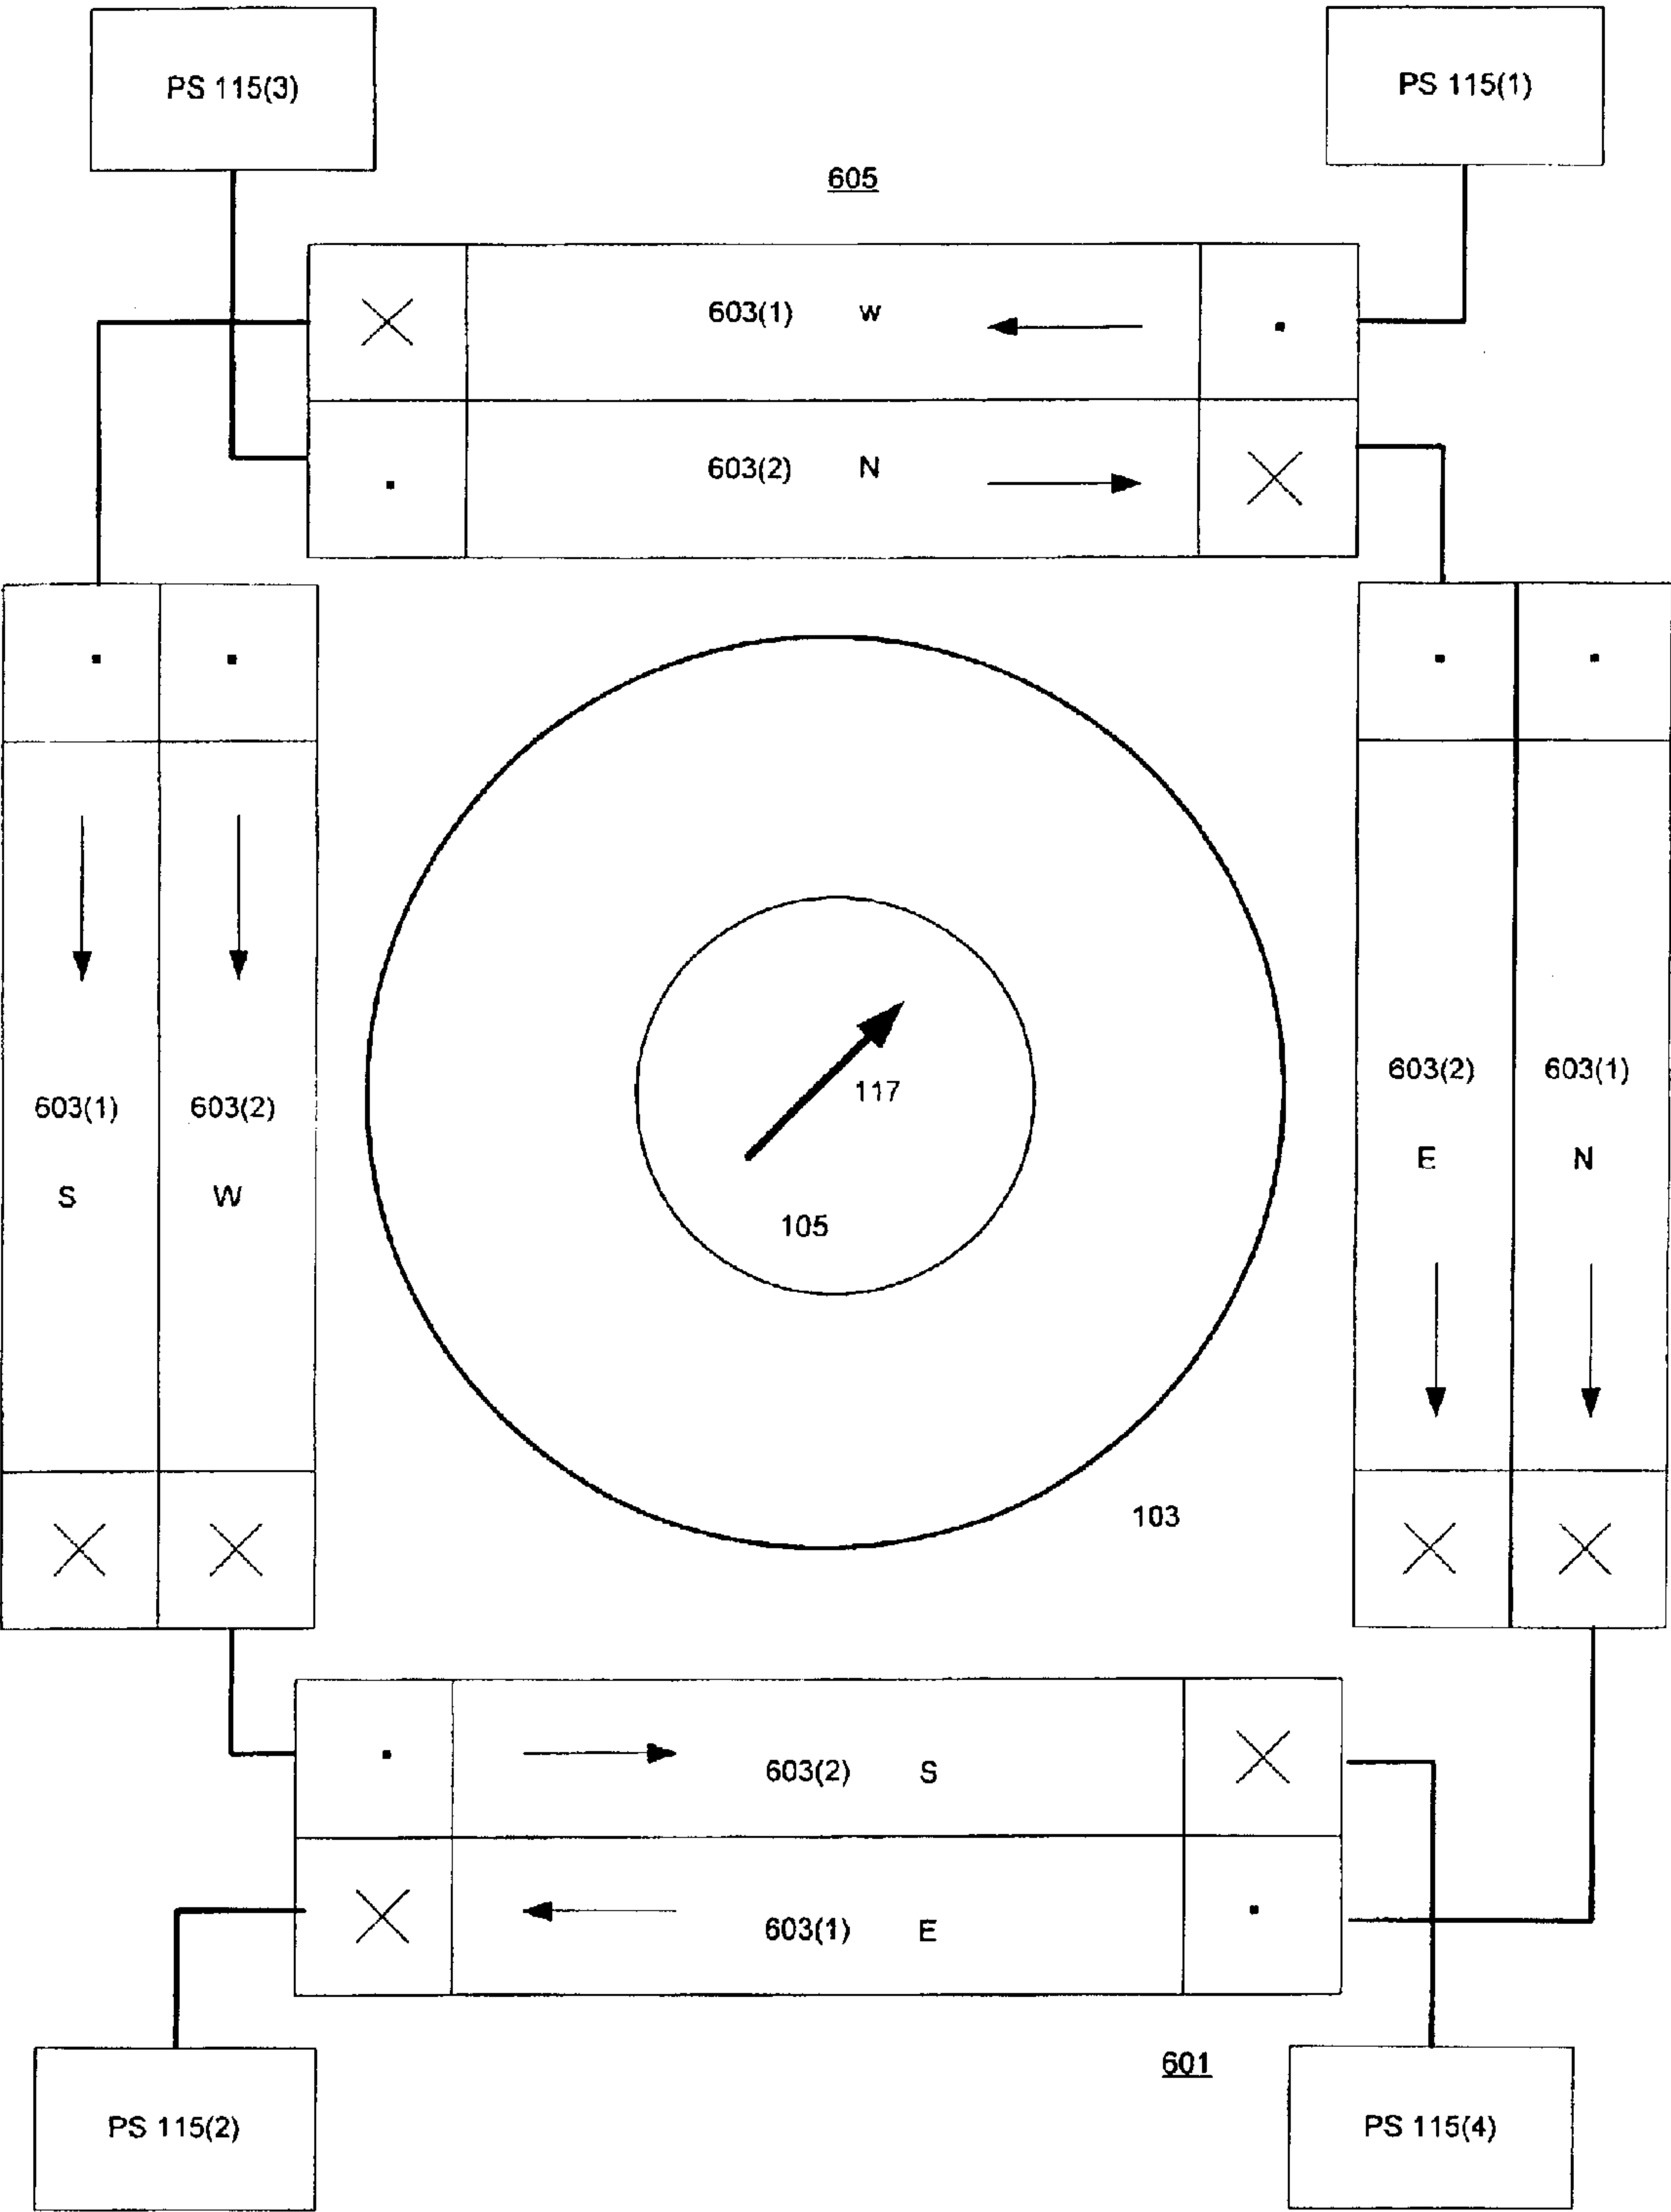 PS 115(3)
PS 115(1)
605
603(1) w
603(2) N
603(1)
S
603(2)
W
117
105
603(2)
E
603(1)
N
103
603(2) S
603(1) E
601
PS 115(2)
PS 115(4)